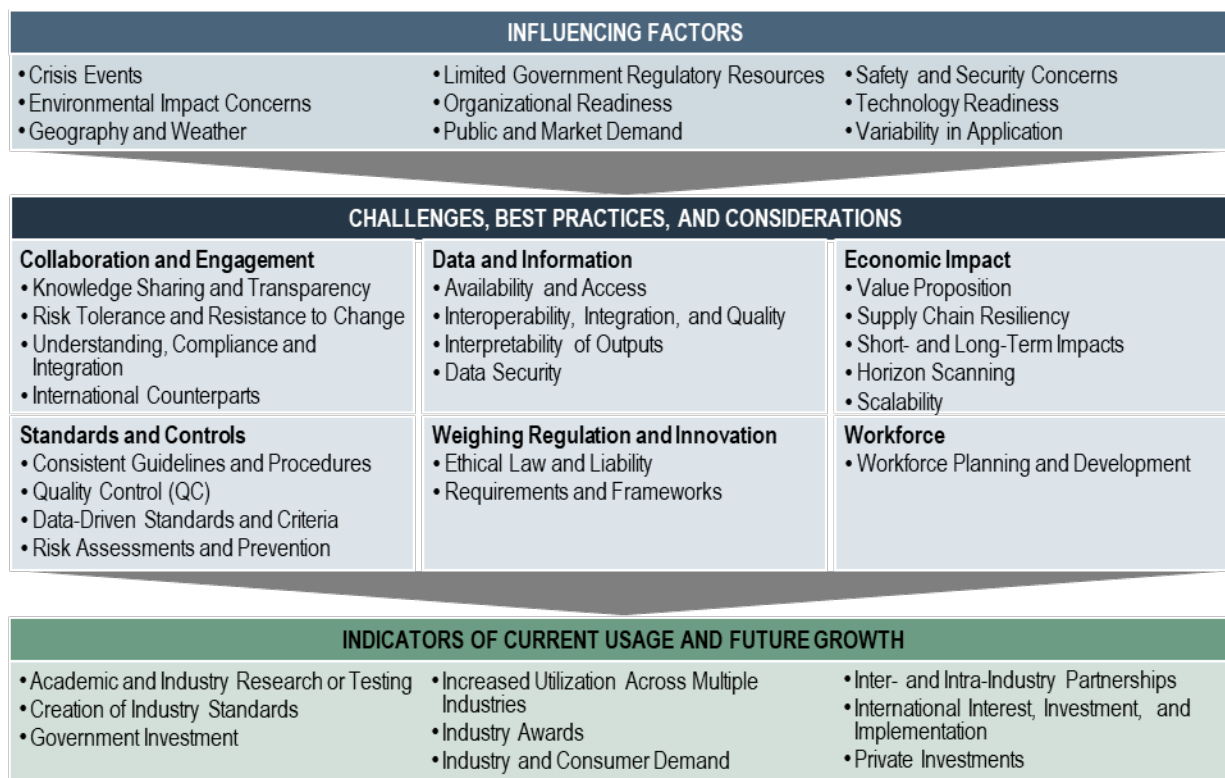 INFLUENCING FACTORS
• Crisis Events
• Environmental Impact Concerns
• Geography and Weather
• Limited Government Regulatory Resources
• Organizational Readiness
• Public and Market Demand
• Safety and Security Concerns
• Technology Readiness
• Variability in Application
CHALLENGES, BEST PRACTICES, AND CONSIDERATIONS
Collaboration and Engagement
• Knowledge Sharing and Transparency
• Risk Tolerance and Resistance to Change
• Understanding, Compliance and
Integration
• International Counterparts
Data and Information
• Availability and Access
• Interoperability, Integration, and Quality
• Interpretability of Outputs
• Data Security
Economic Impact
• Value Proposition
• Supply Chain Resiliency
• Short- and Long-Term Impacts
• Horizon Scanning
• Scalability
Standards and Controls
• Consistent Guidelines and Procedures
• Quality Control (QC)
• Data-Driven Standards and Criteria
• Risk Assessments and Prevention
Weighing Regulation and Innovation
• Ethical Law and Liability
• Requirements and Frameworks
Workforce
• Workforce Planning and Development
INDICATORS OF CURRENT USAGE AND FUTURE GROWTH
• Academic and Industry Research or Testing
• Creation of Industry Standards
• Government Investment
• Increased Utilization Across Multiple
Industries
• Industry Awards
• Industry and Consumer Demand
• Inter- and Intra-Industry Partnerships
• International Interest, Investment, and
Implementation
• Private Investments